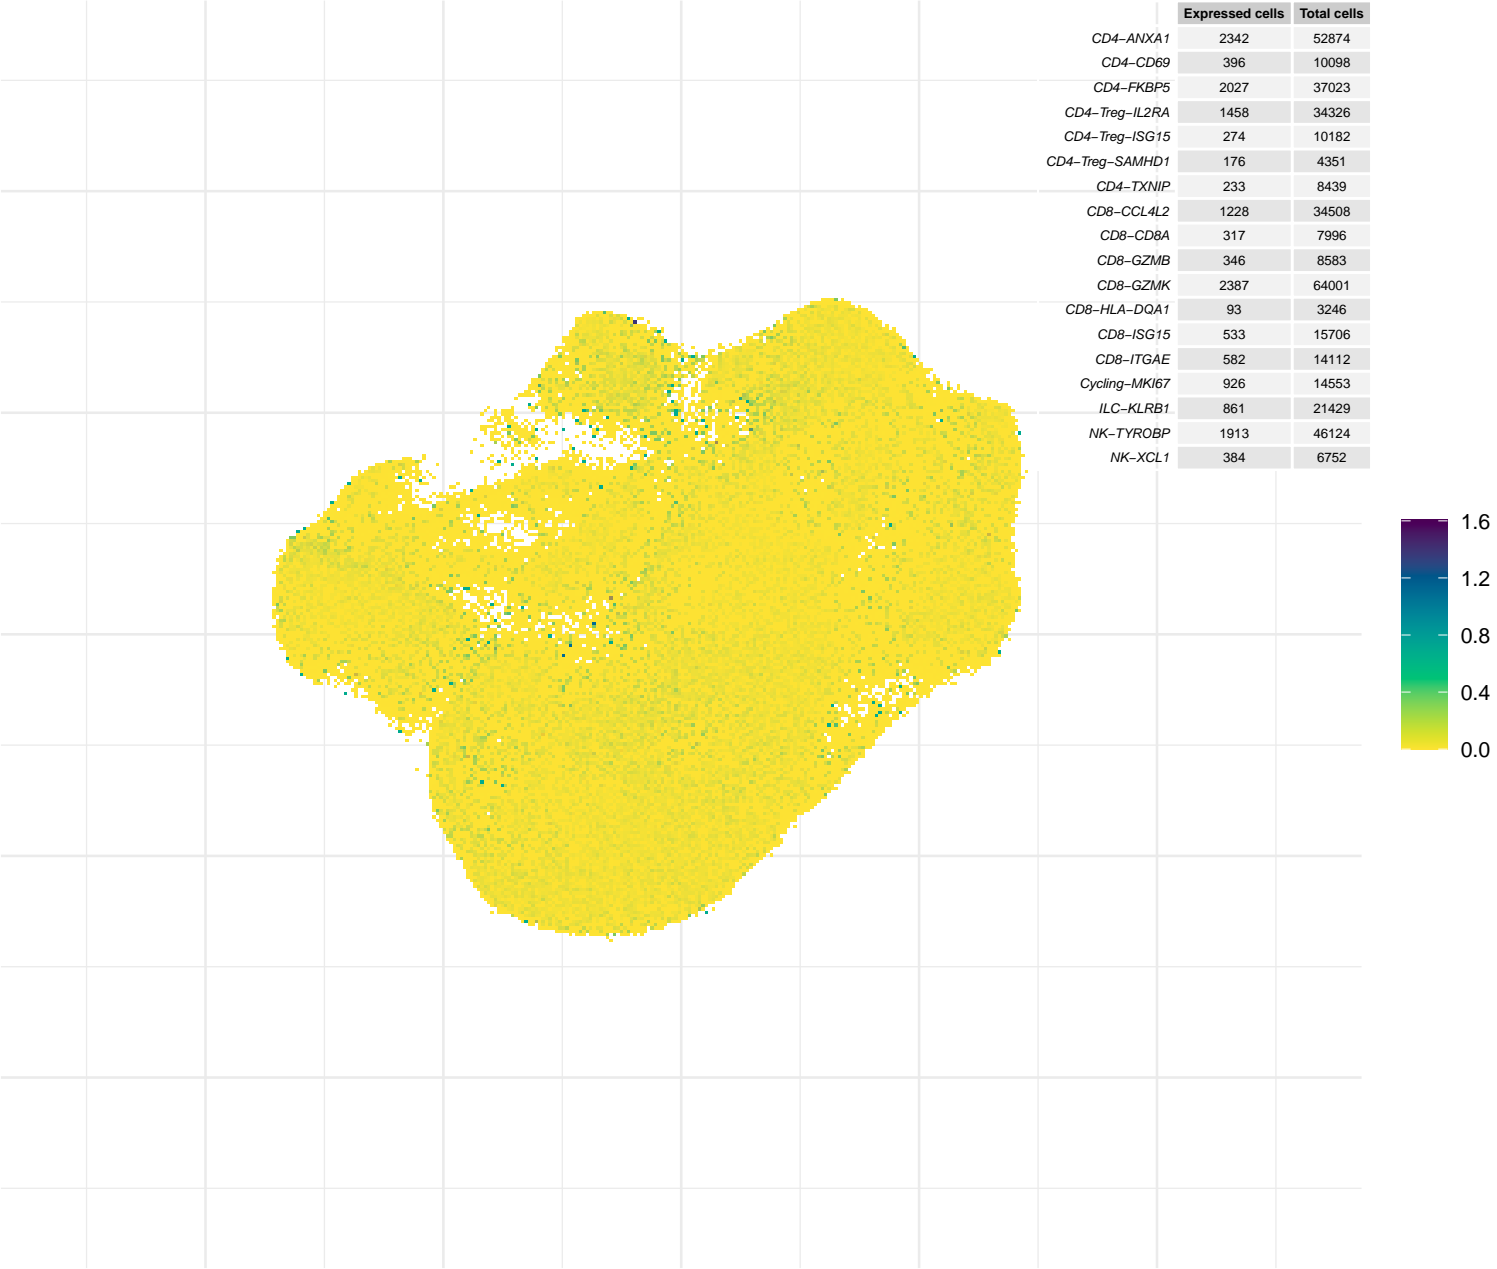 Expressed cells Total cells
CD4−ANXA1 2342 52874
CD4−CD69 396 10098
CD4−FKBP5 2027 37023
CD4−Treg−IL2RA 1458 34326
CD4−Treg−ISG15 274 10182
CD4−Treg−SAMHD1 176 4351
CD4−TXNIP 233 8439
CD8−CCL4L2 1228 34508
CD8−CD8A 317 7996
CD8−GZMB 346 8583
CD8−GZMK 2387 64001
CD8−HLA−DQA1 93 3246
CD8−ISG15 533 15706
CD8−ITGAE 582 14112
Cycling−MKI67 926 14553
ILC−KLRB1 861 21429
NK−TYROBP 1913 46124
NK−XCL1 384 6752
1.6
1.2
0.8
0.4
0.0